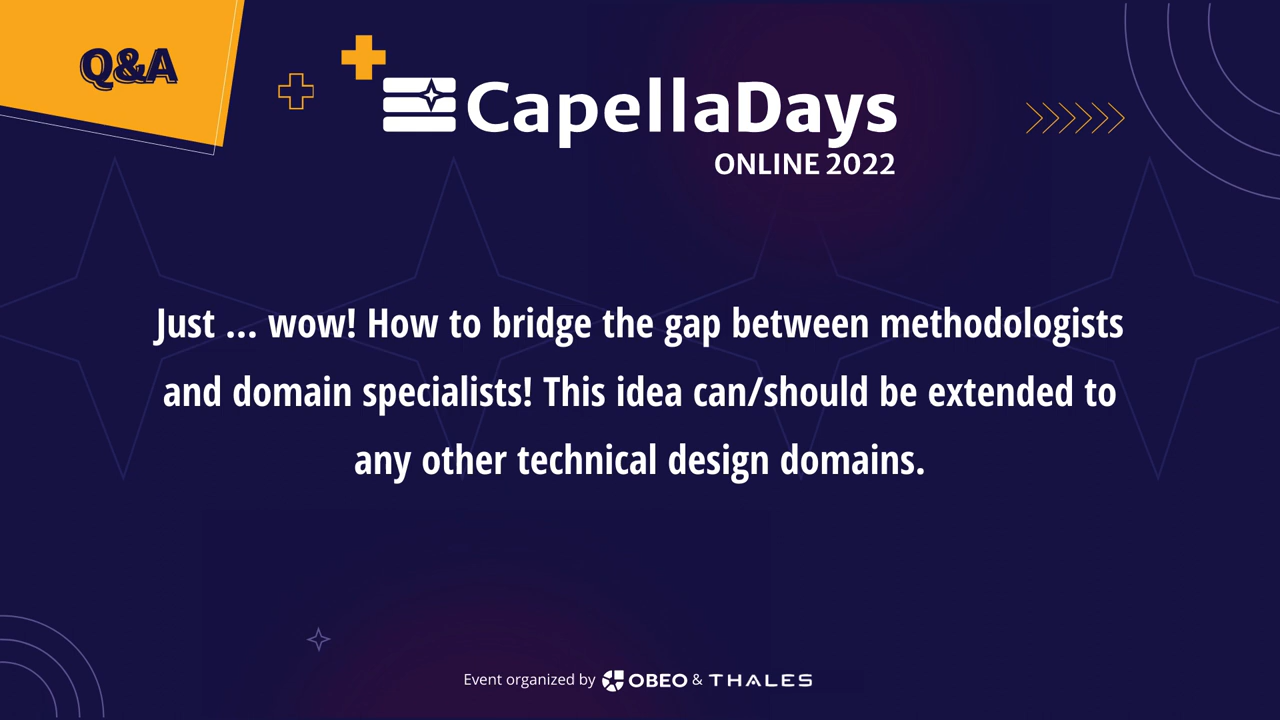 Q&A
CapellaDays
ONLINE 2022
Just ... wow! How to bridge the gap between methodologists
and domain specialists! This idea can/should be extended to
any other technical design domains.
Event organized by OBEO & THALES